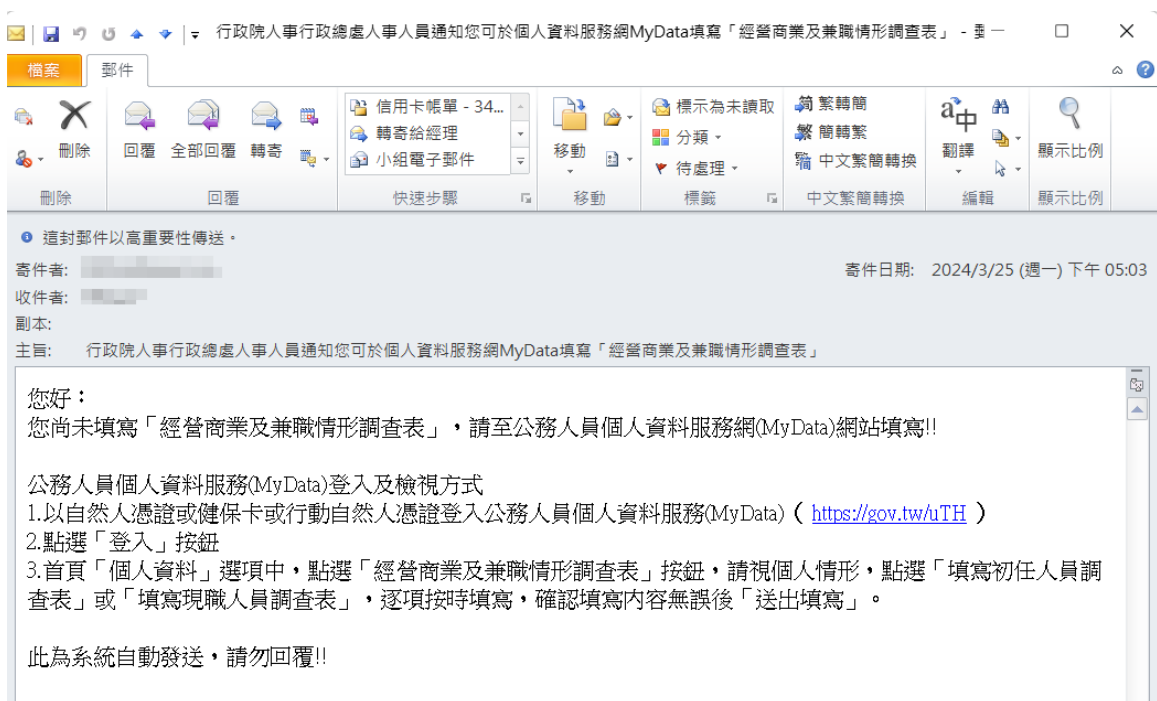 行政院人事行政總處人事人員通知您可於個人資料服務網MyData填寫「經營商業及兼職情形調查表」 -
檔案 郵件
刪除 回覆 全部回覆 轉寄 信用卡帳單 - 34... 轉寄給經理 小組電子郵件 移動 標示為未讀取 分類 待處理 繁轉簡 簡轉繁 中文繁簡轉換 翻譯 顯示比例
刪除 回覆 快速步驟 移動 標籤 中文繁簡轉換 編輯 顯示比例
這封郵件以高重要性傳送。
寄件者: 寄件日期: 2024/3/25 (週一) 下午 05:03
收件者:
副本:
主旨: 行政院人事行政總處人事人員通知您可於個人資料服務網MyData填寫「經營商業及兼職情形調查表」
您好：
您尚未填寫「經營商業及兼職情形調查表」，請至公務人員個人資料服務網(MyData)網站填寫!!
公務人員個人資料服務(MyData)登入及檢視方式
1.以自然人憑證或健保卡或行動自然人憑證登入公務人員個人資料服務(MyData)（ https://gov.tw/uTH ）
2.點選「登入」按鈕
3.首頁「個人資料」選項中，點選「經營商業及兼職情形調查表」按鈕，請視個人情形，點選「填寫初任人員調
查表」或「填寫現職人員調查表」，逐項按時填寫，確認填寫内容無誤後「送出填寫」。
此為系統自動發送，請勿回覆!!